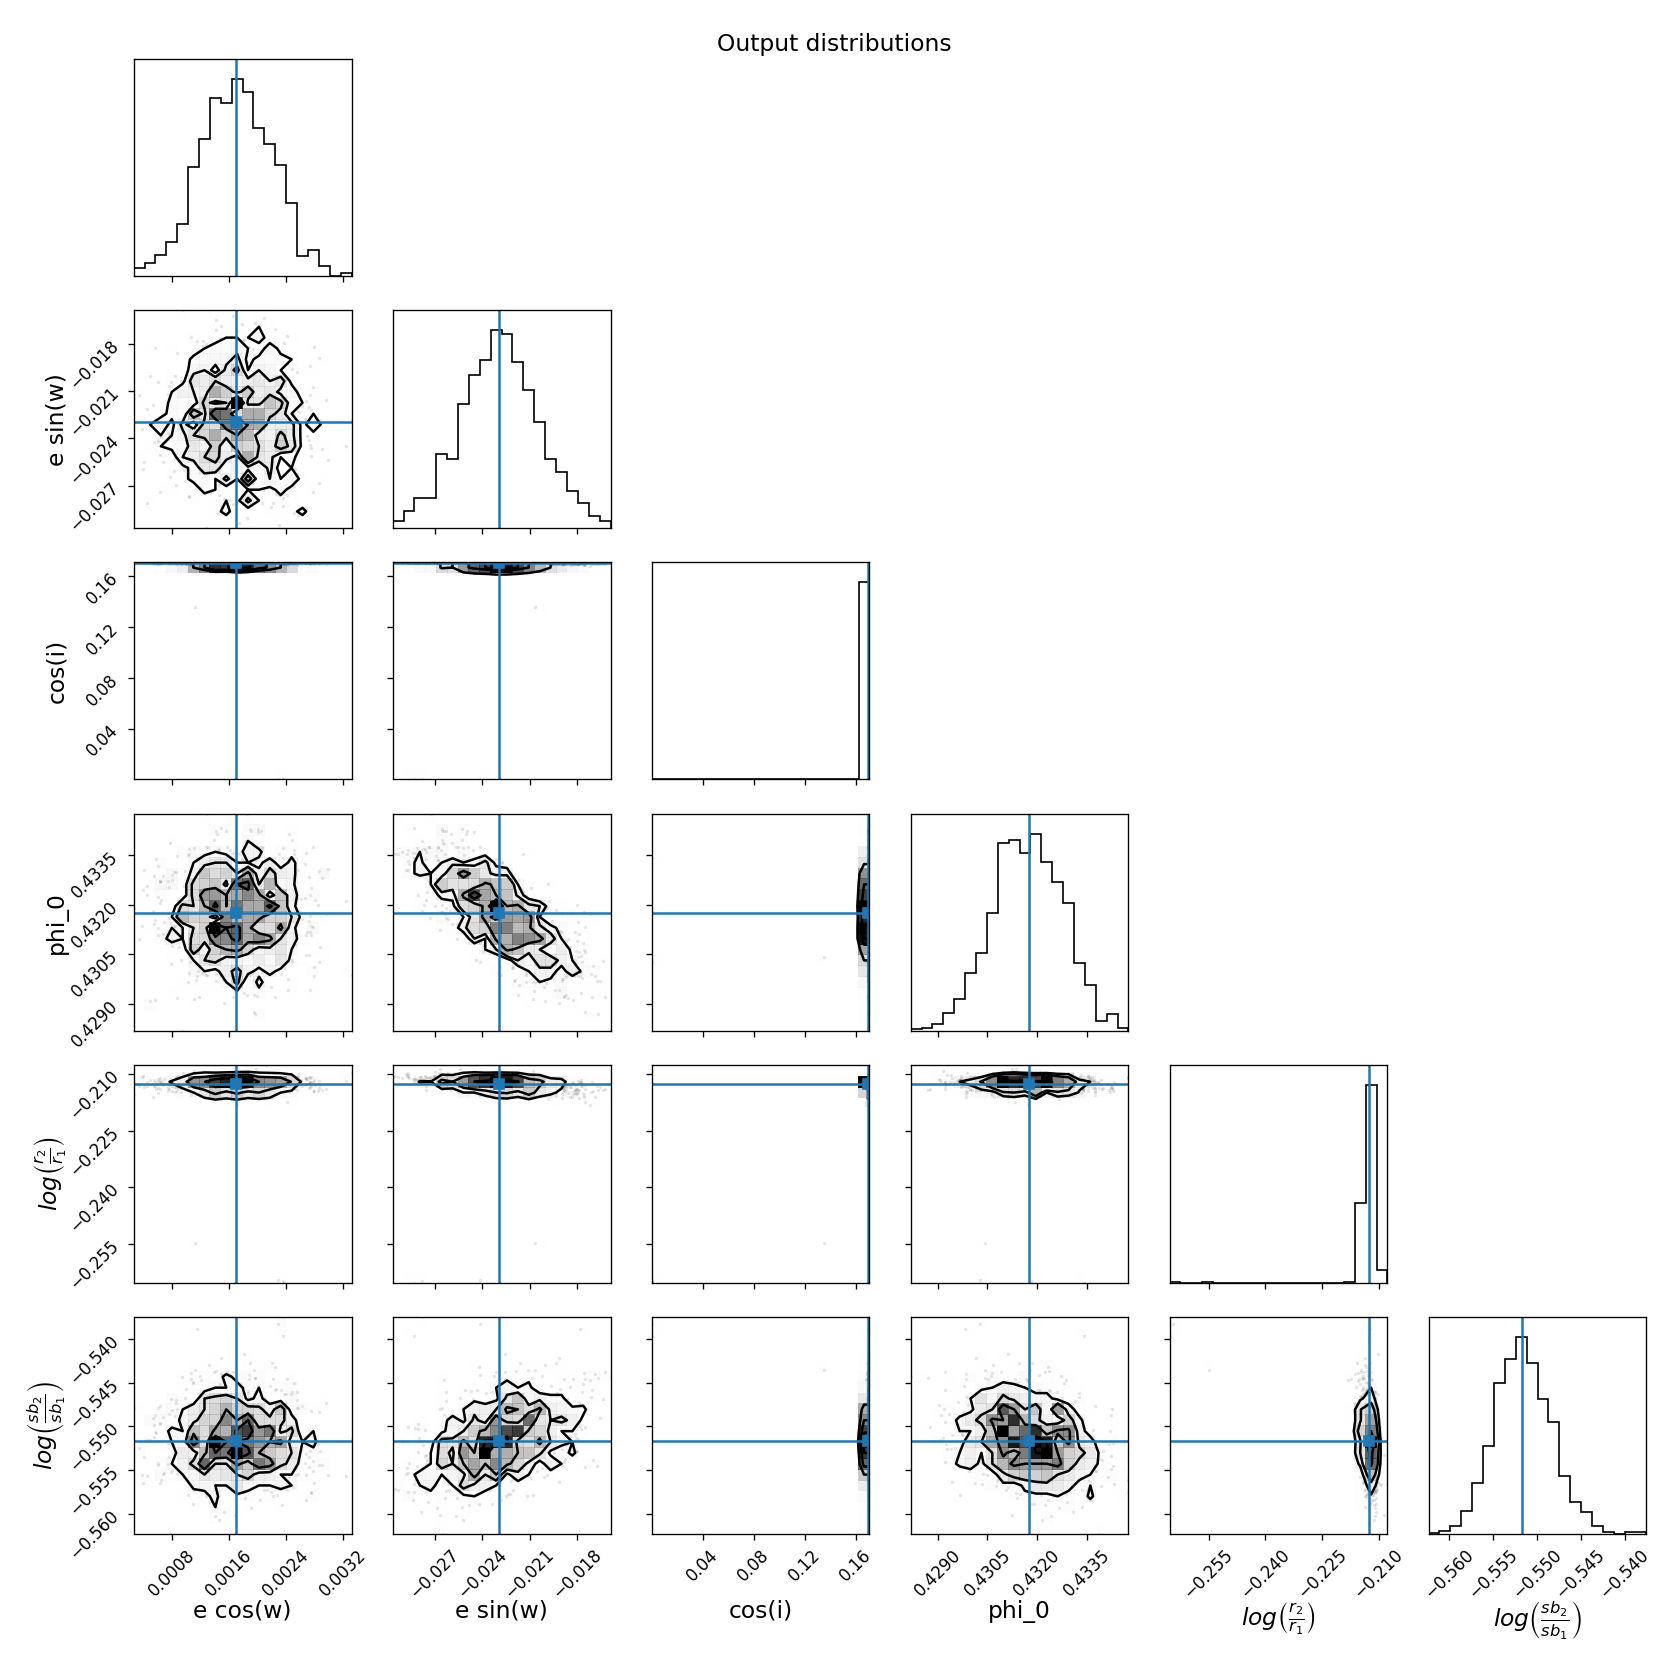 Output distributions
e sin(w)
−0.018
−0.021
−0.024
−0.027
cos(i)
0.16
0.12
0.08
0.04
phi_0
0.4335
0.4320
0.4305
0.4290
log(r₂/r₁)
−0.210
−0.225
−0.240
−0.255
log(sb₂/sb₁)
−0.540
−0.545
−0.550
−0.555
−0.560
0.0008 0.0016 0.0024 0.0032
−0.027 −0.024 −0.021 −0.018
0.04 0.08 0.12 0.16
0.4290 0.4305 0.4320 0.4335
−0.255 −0.240 −0.225 −0.210
−0.560 −0.555 −0.550 −0.545 −0.540
e cos(w)
e sin(w)
cos(i)
phi_0
log(r₂/r₁)
log(sb₂/sb₁)